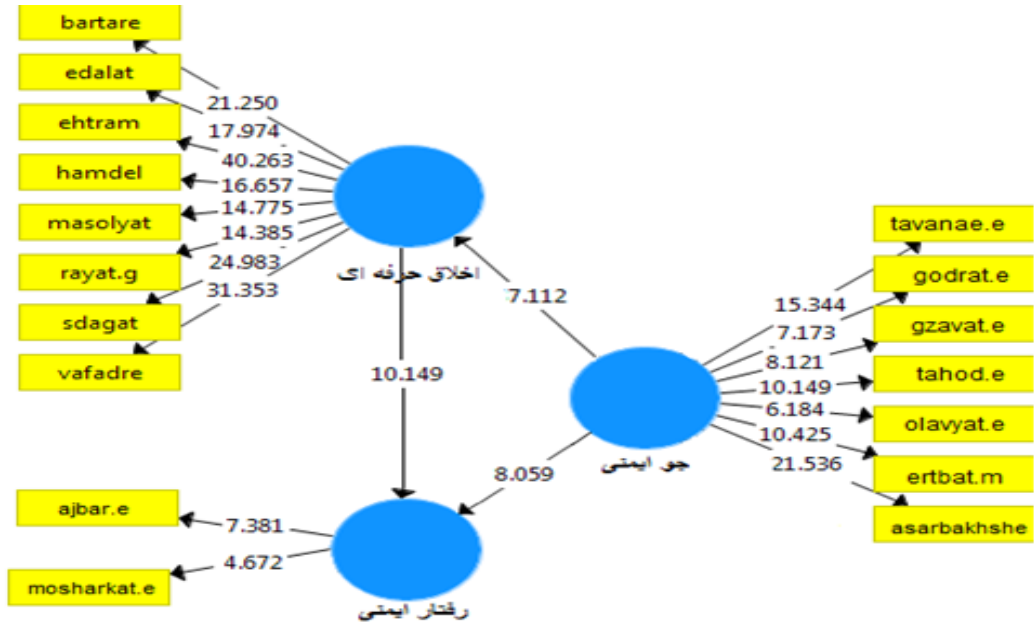 bartare
edalat
ehtram
hamdel
masolyat
rayat.g
sdagat
vafadre
21.250
17.974
40.263
16.657
14.775
14.385
24.983
31.353
اخلاق حرفه ای
7.112
10.149
8.059
جو ایمنی
15.344
7.173
8.121
10.149
6.184
10.425
21.536
tavanae.e
godrat.e
gzavat.e
tahod.e
olavyat.e
ertbat.m
asarbakhshe
ajbar.e
mosharkat.e
7.381
4.672
رفتار ایمنی